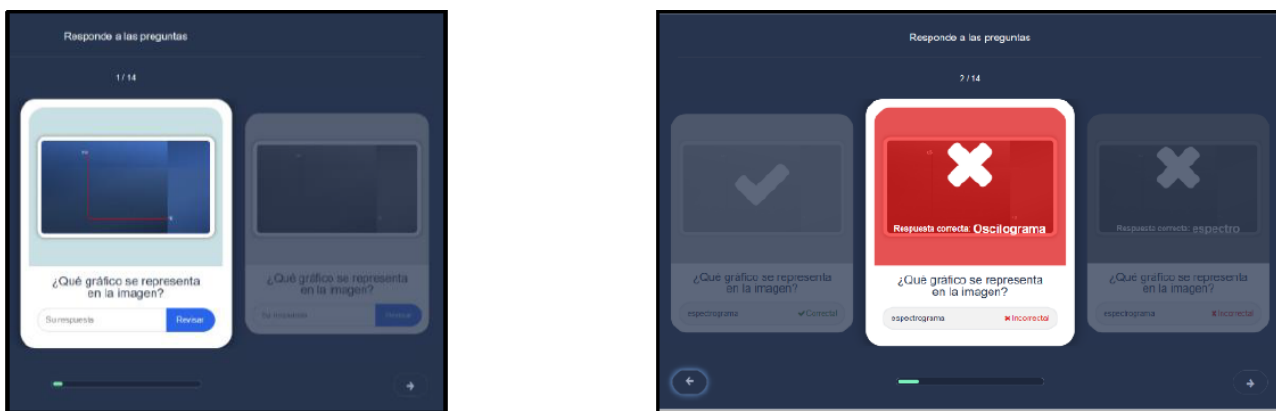 Responde a las preguntas
1 / 14
¿Qué gráfico se representa
en la imagen?
Su respuesta
Revisar
¿Qué gráfico se representa
en la imagen?
Su respuesta
Revisar
Responde a las preguntas
2 / 14
¿Qué gráfico se representa
en la imagen?
espectrograma
Correcta!
Respuesta correcta: Oscilograma
¿Qué gráfico se representa
en la imagen?
espectrograma
Incorrecta!
Respuesta correcta: espectro
¿Qué gráfico se representa
en la imagen?
espectrograma
Incorrecta!